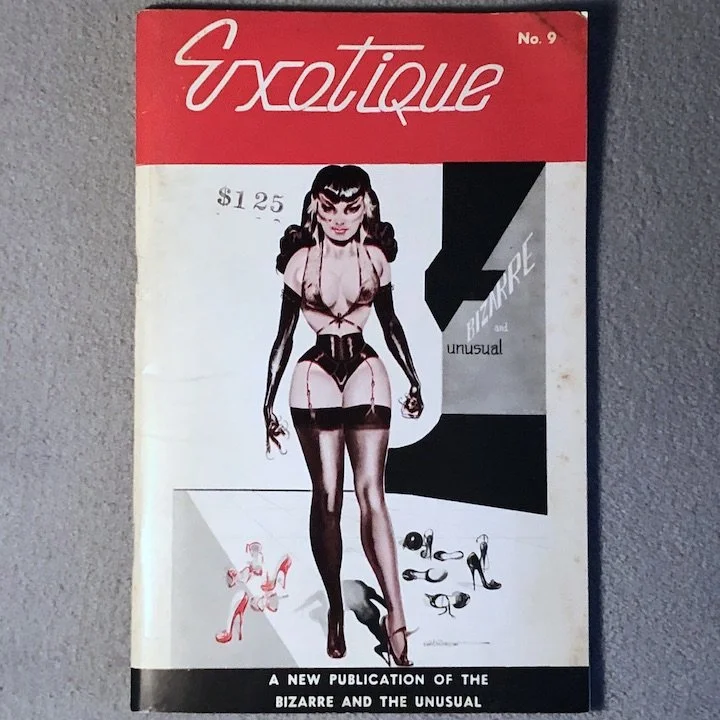 Exotique
No. 9
$1 25
BIZARRE
and
unusual
A NEW PUBLICATION OF THE
BIZARRE AND THE UNUSUAL